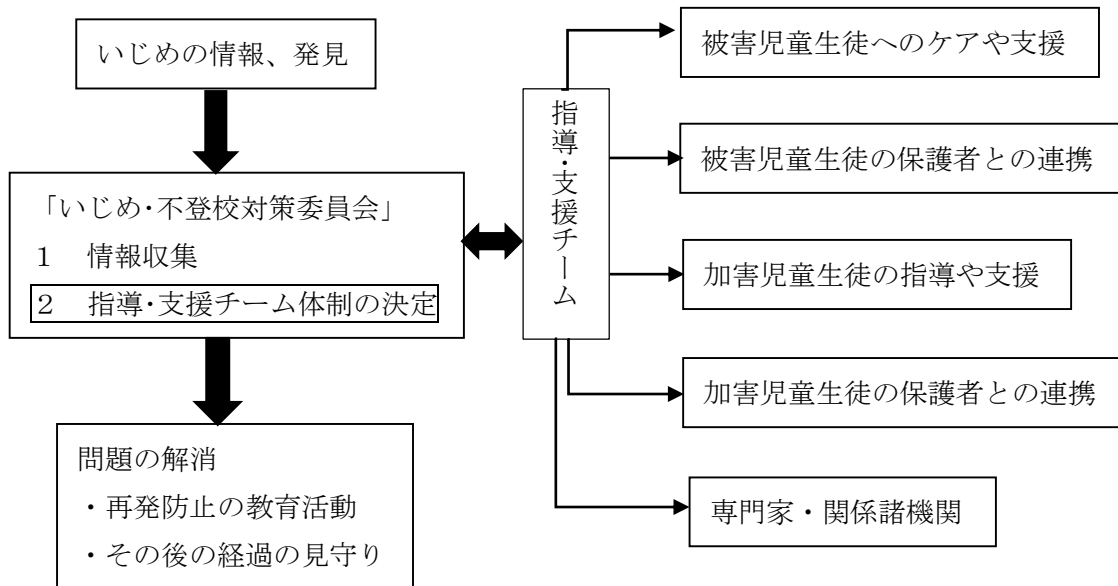 いじめの情報、発見
「いじめ・不登校対策委員会」
１　情報収集
２　指導・支援チーム体制の決定
問題の解消
・再発防止の教育活動
・その後の経過の見守り
指導・支援チーム
被害児童生徒へのケアや支援
被害児童生徒の保護者との連携
加害児童生徒の指導や支援
加害児童生徒の保護者との連携
専門家・関係諸機関